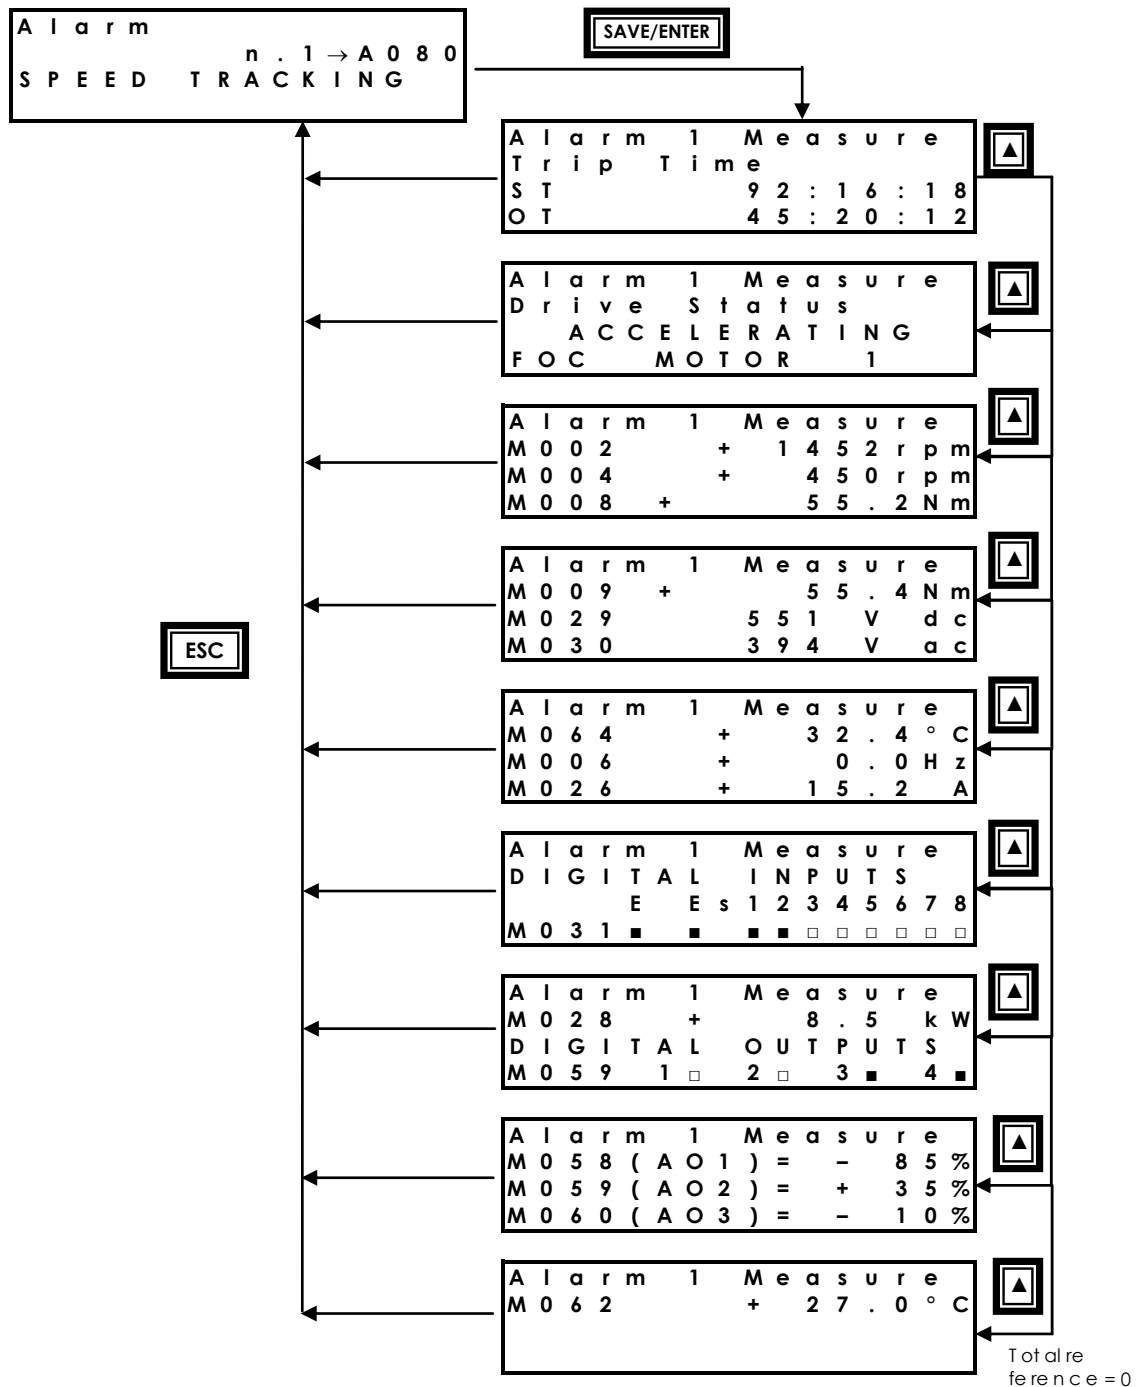 Alarm
n.1→A080
SPEED TRACKING
SAVE/ENTER
Alarm 1 Measure
Trip Time
ST 92:16:18
OT 45:20:12
▲
Alarm 1 Measure
Drive Status
ACCELERATING
FOC MOTOR 1
▲
Alarm 1 Measure
M002 + 1452rpm
M004 + 450rpm
M008 + 55.2Nm
▲
Alarm 1 Measure
M009 + 55.4Nm
M029 551 V dc
M030 394 V ac
▲
ESC
Alarm 1 Measure
M064 + 32.4°C
M006 + 0.0Hz
M026 + 15.2 A
▲
Alarm 1 Measure
DIGITAL INPUTS
E Es12345678
M031■ ■ ■■□□□□□□
▲
Alarm 1 Measure
M028 + 8.5 kW
DIGITAL OUTPUTS
M059 1□ 2□ 3■ 4■
▲
Alarm 1 Measure
M058(AO1)= – 85%
M059(AO2)= + 35%
M060(AO3)= – 10%
▲
Alarm 1 Measure
M062 + 27.0°C
▲
Totalre
ference=0